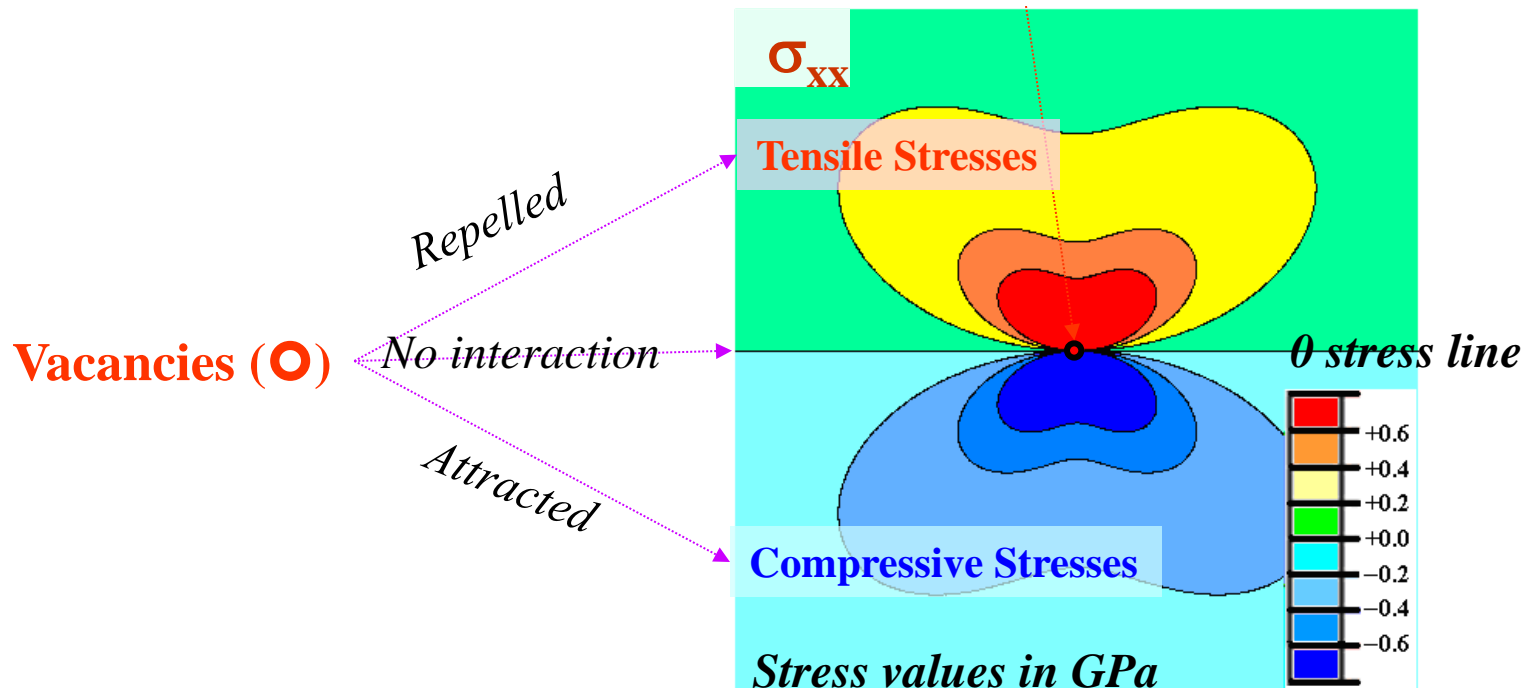 σxx
Tensile Stresses
Repelled
Vacancies (O)
No interaction
0 stress line
Attracted
+0.6
+0.4
+0.2
+0.0
−0.2
−0.4
−0.6
Compressive Stresses
Stress values in GPa